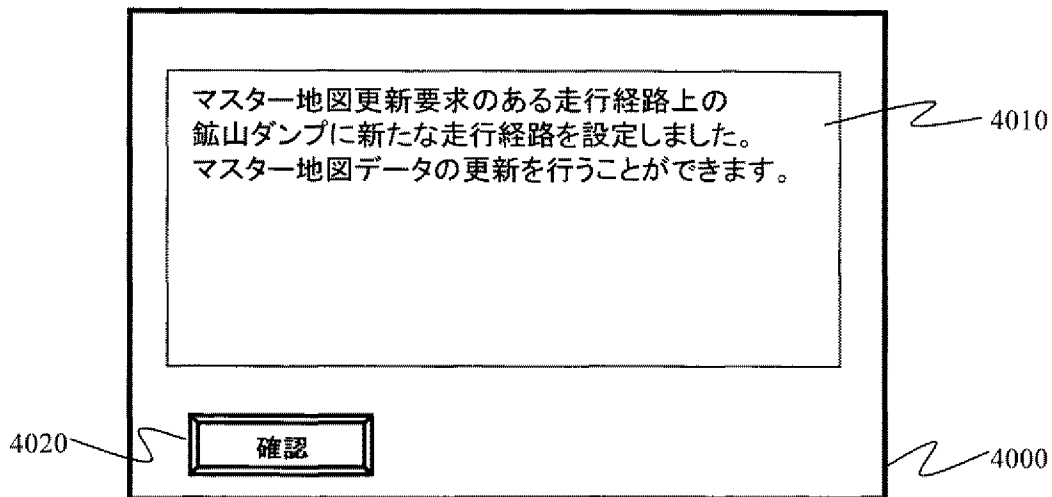 マスター地図更新要求のある走行経路上の
鉱山ダンプに新たな走行経路を設定しました。
マスター地図データの更新を行うことができます。
4010
4020
確認
4000